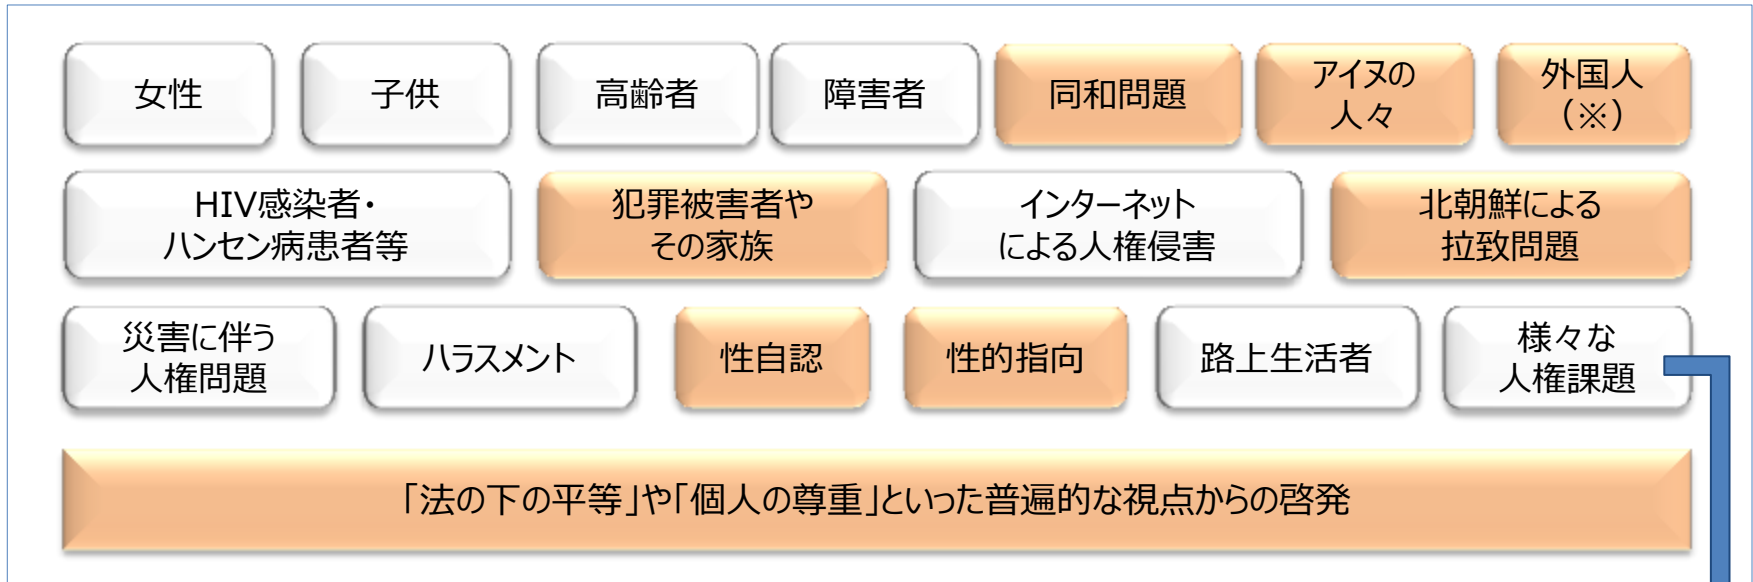 女性
子供
高齢者
障害者
同和問題
アイヌの
人々
外国人
（※）
HIV感染者・
ハンセン病患者等
犯罪被害者や
その家族
インターネット
による人権侵害
北朝鮮による
拉致問題
災害に伴う
人権問題
ハラスメント
性自認
性的指向
路上生活者
様々な
人権課題
「法の下の平等」や「個人の尊重」といった普遍的な視点からの啓発